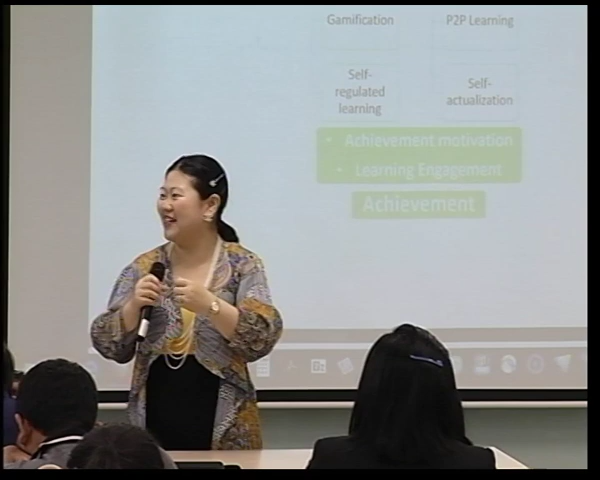 Gamification
P2P Learning
Self-
regulated
learning
Self-
actualization
• Achievement motivation
• Learning Engagement
Achievement